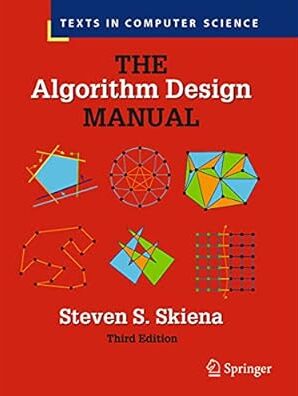 TEXTS IN COMPUTER SCIENCE
THE
Algorithm Design
MANUAL
Steven S. Skiena
Third Edition
Springer